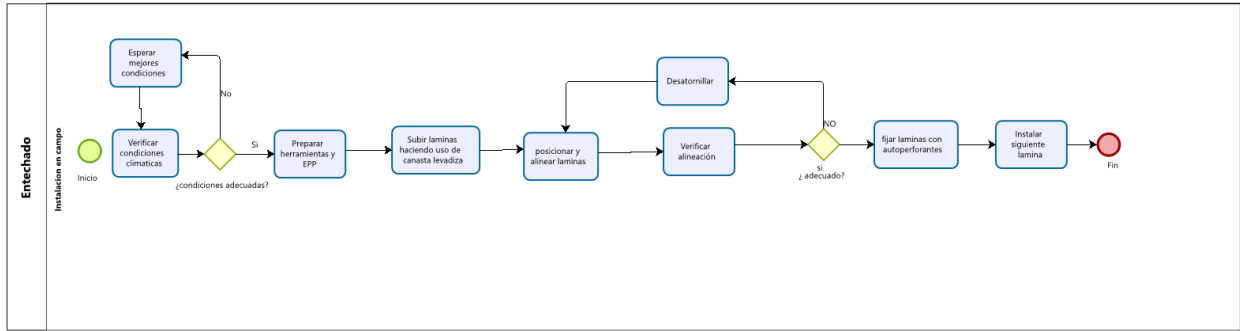 Entechado
Instalacion en campo
Inicio
Esperar
mejores
condiciones
Verificar
condiciones
climaticas
No
¿condiciones adecuadas?
Si
Preparar
herramientas y
EPP
Subir laminas
haciendo uso de
canasta levadiza
posicionar y
alinear laminas
Desatornillar
Verificar
alineación
NO
si
¿ adecuado?
fijar laminas con
autoperforantes
Instalar
siguiente
lamina
Fin